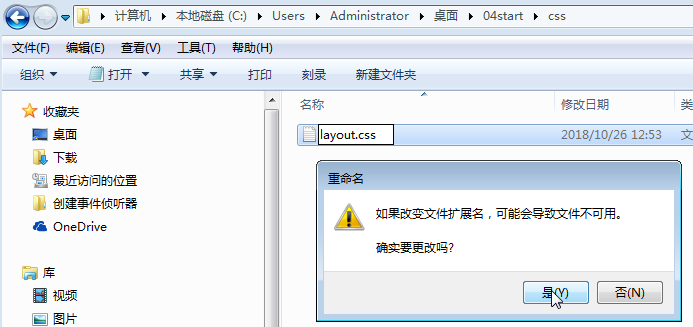 计算机 本地磁盘 (C:) Users Administrator 桌面 04start css
文件(F) 编辑(E) 查看(V) 工具(T) 帮助(H)
组织 打开 共享 打印 刻录 新建文件夹
名称 修改日期 类
收藏夹
layout.css 2018/10/26 12:53 文
桌面
下载
最近访问的位置
创建事件侦听器
OneDrive
库
视频
图片
重命名
如果改变文件扩展名，可能会导致文件不可用。
确实要更改吗?
是(Y) 否(N)